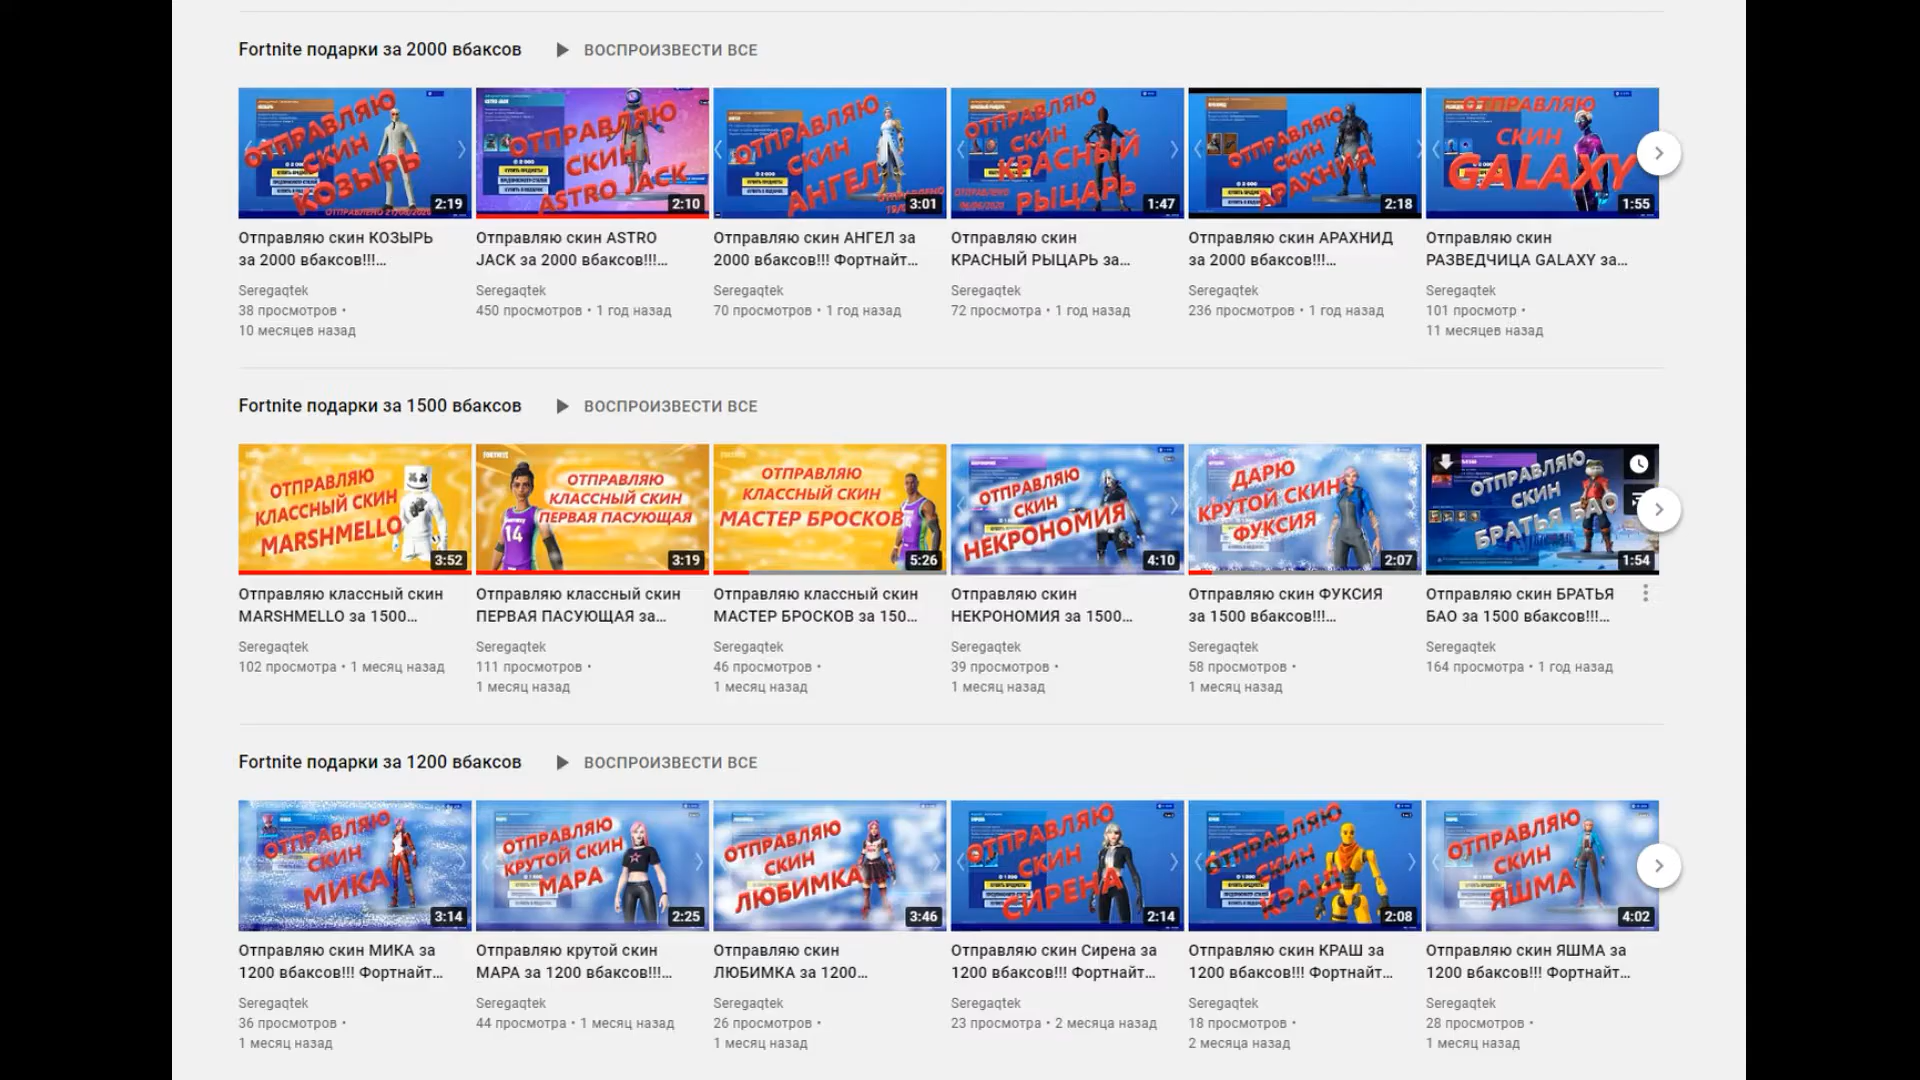 Fortnite подарки за 2000 вбаксов ВОСПРОИЗВЕСТИ ВСЕ
ОТПРАВЛЯЮ
СКИН
КОЗЫРЬ
2:19
ОТПРАВЛЯЮ
СКИН
ASTRO JACK
2:10
ОТПРАВЛЯЮ
СКИН
АНГЕЛ
3:01
ОТПРАВЛЯЮ
СКИН
КРАСНЫЙ
РЫЦАРЬ
1:47
ОТПРАВЛЯЮ
СКИН
АРАХНИД
2:18
ОТПРАВЛЯЮ
СКИН
GALAXY
1:55
Отправляю скин КОЗЫРЬ
за 2000 вбаксов!!!...
Seregaqtek
38 просмотров •
10 месяцев назад
Отправляю скин ASTRO
JACK за 2000 вбаксов!!!...
Seregaqtek
450 просмотров • 1 год назад
Отправляю скин АНГЕЛ за
2000 вбаксов!!! Фортнайт...
Seregaqtek
70 просмотров • 1 год назад
Отправляю скин
КРАСНЫЙ РЫЦАРЬ за...
Seregaqtek
72 просмотра • 1 год назад
Отправляю скин АРАХНИД
за 2000 вбаксов!!!...
Seregaqtek
236 просмотров • 1 год назад
Отправляю скин
РАЗВЕДЧИЦА GALAXY за...
Seregaqtek
101 просмотр •
11 месяцев назад
Fortnite подарки за 1500 вбаксов ВОСПРОИЗВЕСТИ ВСЕ
ОТПРАВЛЯЮ
КЛАССНЫЙ СКИН
MARSHMELLO
3:52
FORTNITE
ОТПРАВЛЯЮ
КЛАССНЫЙ СКИН
ПЕРВАЯ ПАСУЮЩАЯ
14
3:19
ОТПРАВЛЯЮ
КЛАССНЫЙ СКИН
МАСТЕР БРОСКОВ
5:26
ОТПРАВЛЯЮ
СКИН
НЕКРОНОМИЯ
4:10
ДАРЮ
КРУТОЙ СКИН
ФУКСИЯ
2:07
ОТПРАВЛЯЮ
СКИН
БРАТЬЯ БАО
1:54
Отправляю классный скин
MARSHMELLO за 1500...
Seregaqtek
102 просмотра • 1 месяц назад
Отправляю классный скин
ПЕРВАЯ ПАСУЮЩАЯ за...
Seregaqtek
111 просмотров •
1 месяц назад
Отправляю классный скин
МАСТЕР БРОСКОВ за 150...
Seregaqtek
46 просмотров •
1 месяц назад
Отправляю скин
НЕКРОНОМИЯ за 1500...
Seregaqtek
39 просмотров •
1 месяц назад
Отправляю скин ФУКСИЯ
за 1500 вбаксов!!!...
Seregaqtek
58 просмотров •
1 месяц назад
Отправляю скин БРАТЬЯ
БАО за 1500 вбаксов!!!...
Seregaqtek
164 просмотра • 1 год назад
Fortnite подарки за 1200 вбаксов ВОСПРОИЗВЕСТИ ВСЕ
ОТПРАВЛЯЮ
СКИН
МИКА
3:14
ОТПРАВЛЯЮ
КРУТОЙ СКИН
МАРА
2:25
ОТПРАВЛЯЮ
СКИН
ЛЮБИМКА
3:46
ОТПРАВЛЯЮ
СКИН
СИРЕНА
2:14
ОТПРАВЛЯЮ
СКИН
КРАШ
2:08
ОТПРАВЛЯЮ
СКИН
ЯШМА
4:02
Отправляю скин МИКА за
1200 вбаксов!!! Фортнайт...
Seregaqtek
36 просмотров •
1 месяц назад
Отправляю крутой скин
МАРА за 1200 вбаксов!!!...
Seregaqtek
44 просмотра • 1 месяц назад
Отправляю скин
ЛЮБИМКА за 1200...
Seregaqtek
26 просмотров •
1 месяц назад
Отправляю скин Сирена за
1200 вбаксов!!! Фортнайт...
Seregaqtek
23 просмотра • 2 месяца назад
Отправляю скин КРАШ за
1200 вбаксов!!! Фортнайт...
Seregaqtek
18 просмотров •
2 месяца назад
Отправляю скин ЯШМА за
1200 вбаксов!!! Фортнайт...
Seregaqtek
28 просмотров •
1 месяц назад